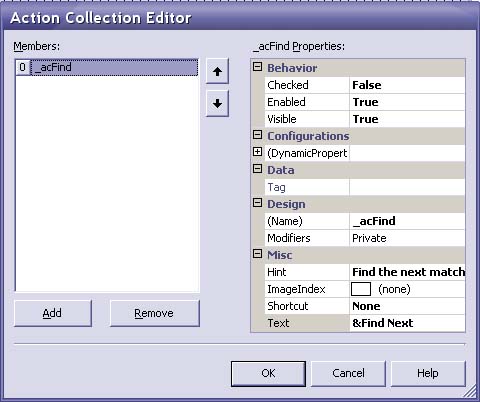 Action Collection Editor
Members:
0 _acFind
Add
Remove
_acFind Properties:
Behavior
Checked False
Enabled True
Visible True
Configurations
(DynamicPropert
Data
Tag
Design
(Name) _acFind
Modifiers Private
Misc
Hint Find the next match
ImageIndex (none)
Shortcut None
Text &Find Next
OK
Cancel
Help